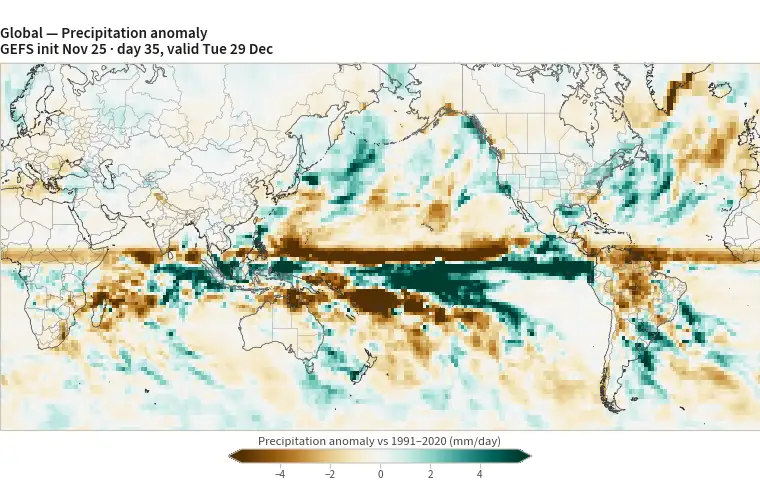 Global — Precipitation anomaly
GEFS init Nov 25 · day 35, valid Tue 29 Dec
Precipitation anomaly vs 1991–2020 (mm/day)
−4 −2 0 2 4